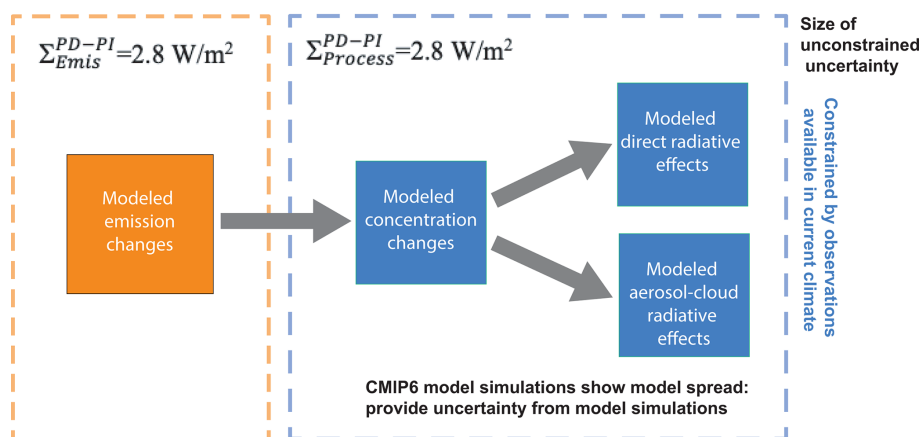 Σ^{PD−PI}_{Emis}=2.8 W/m²
Σ^{PD−PI}_{Process}=2.8 W/m²
Size of
unconstrained
uncertainty
Modeled
emission
changes
Modeled
concentration
changes
Modeled
direct radiative
effects
Modeled
aerosol-cloud
radiative
effects
Constrained by observations
available in current climate
CMIP6 model simulations show model spread:
provide uncertainty from model simulations